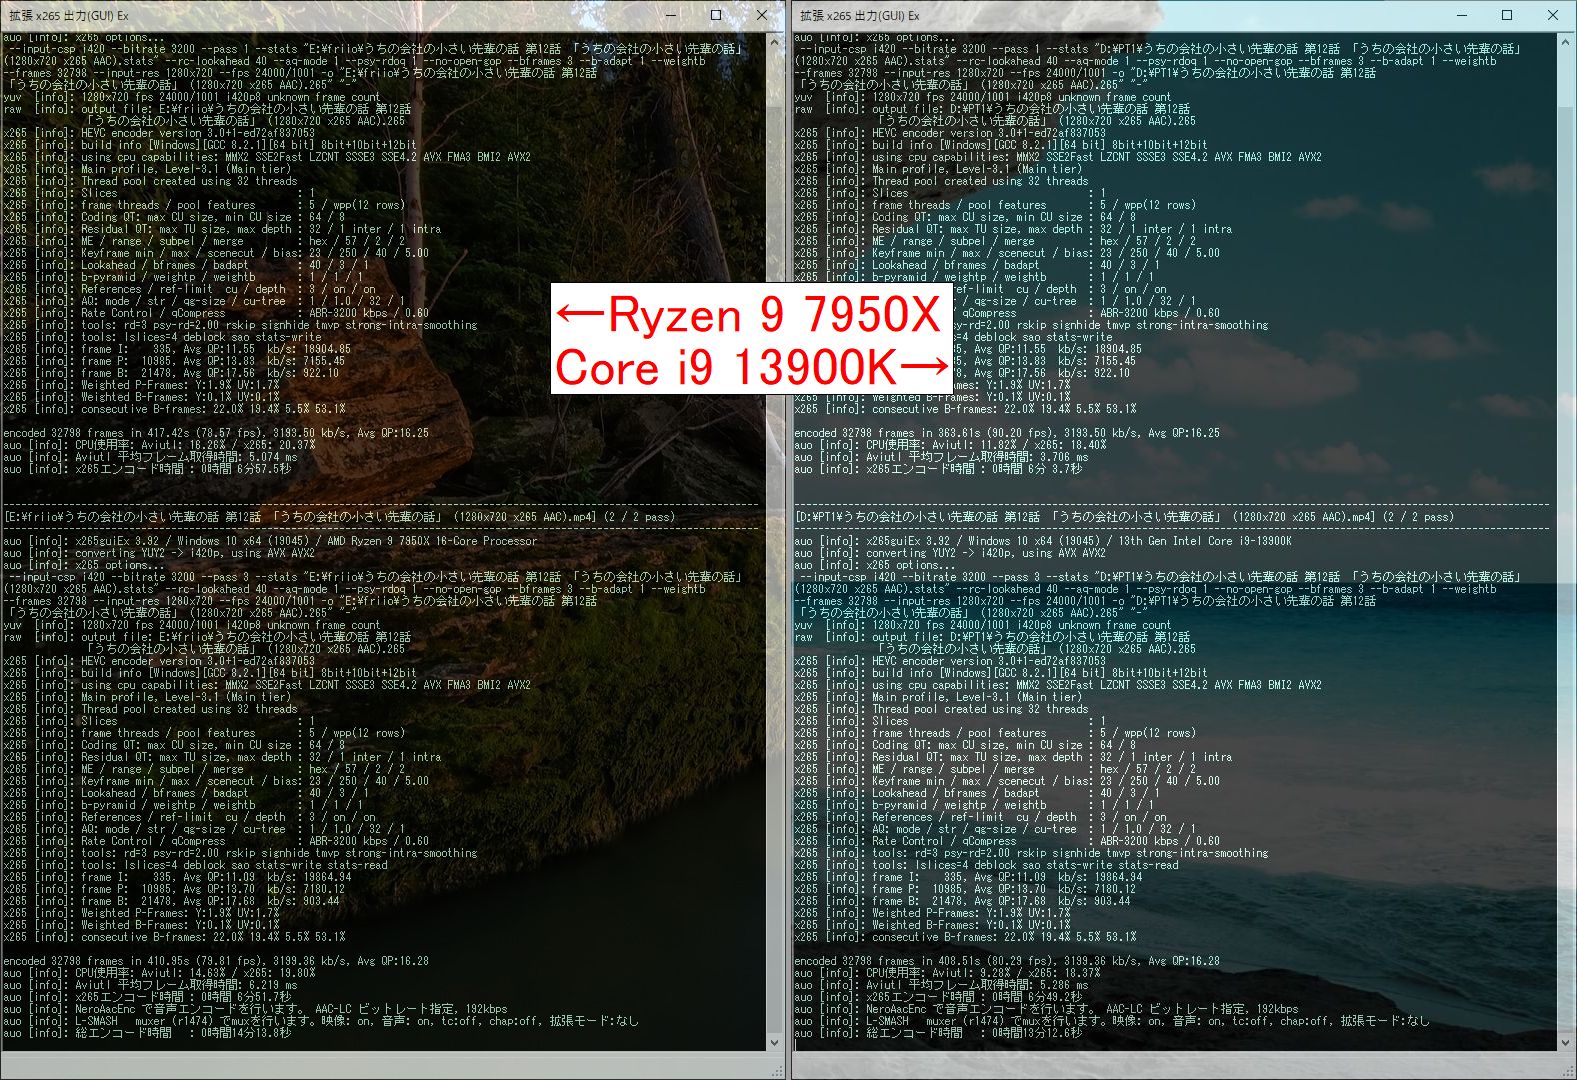 拡張 x265 出力(GUI) Ex
auo [info]: x265 options...
--input-csp i420 --bitrate 3200 --pass 1 --stats "E:¥friio¥うちの会社の小さい先輩の話 第12話 「うちの会社の小さい先輩の話」
(1280x720 x265 AAC).stats" --rc-lookahead 40 --aq-mode 1 --psy-rdoq 1 --no-open-gop --bframes 3 --b-adapt 1 --weightb
--frames 32798 --input-res 1280x720 --fps 24000/1001 -o "E:¥friio¥うちの会社の小さい先輩の話 第12話
「うちの会社の小さい先輩の話」 (1280x720 x265 AAC).265" "-"
yuv [info]: 1280x720 fps 24000/1001 i420p8 unknown frame count
raw [info]: output file: E:¥friio¥うちの会社の小さい先輩の話 第12話
「うちの会社の小さい先輩の話」 (1280x720 x265 AAC).265
x265 [info]: HEVC encoder version 3.0+1-ed72af837053
x265 [info]: build info [Windows][GCC 8.2.1][64 bit] 8bit+10bit+12bit
x265 [info]: using cpu capabilities: MMX2 SSE2Fast LZCNT SSSE3 SSE4.2 AVX FMA3 BMI2 AVX2
x265 [info]: Main profile, Level-3.1 (Main tier)
x265 [info]: Thread pool created using 32 threads
x265 [info]: Slices : 1
x265 [info]: frame threads / pool features : 5 / wpp(12 rows)
x265 [info]: Coding QT: max CU size, min CU size : 64 / 8
x265 [info]: Residual QT: max TU size, max depth : 32 / 1 inter / 1 intra
x265 [info]: ME / range / subpel / merge : hex / 57 / 2 / 2
x265 [info]: Keyframe min / max / scenecut / bias: 23 / 250 / 40 / 5.00
x265 [info]: Lookahead / bframes / badapt : 40 / 3 / 1
x265 [info]: b-pyramid / weightp / weightb : 1 / 1 / 1
x265 [info]: References / ref-limit cu / depth : 3 / on / on
x265 [info]: AQ: mode / str / qg-size / cu-tree : 1 / 1.0 / 32 / 1
x265 [info]: Rate Control / qCompress : ABR-3200 kbps / 0.60
x265 [info]: tools: rd=3 psy-rd=2.00 rskip signhide tmvp strong-intra-smoothing
x265 [info]: tools: lslices=4 deblock sao stats-write
x265 [info]: frame I: 335, Avg QP:11.55 kb/s: 18904.85
x265 [info]: frame P: 10985, Avg QP:13.83 kb/s: 7155.45
x265 [info]: frame B: 21478, Avg QP:17.56 kb/s: 922.10
x265 [info]: Weighted P-Frames: Y:1.9% UV:1.7%
x265 [info]: Weighted B-Frames: Y:0.1% UV:0.1%
x265 [info]: consecutive B-frames: 22.0% 19.4% 5.5% 53.1%
encoded 32798 frames in 417.42s (78.57 fps), 3193.50 kb/s, Avg QP:16.25
auo [info]: CPU使用率: Aviutl: 16.26% / x265: 20.37%
auo [info]: Aviutl 平均フレーム取得時間: 5.074 ms
auo [info]: x265エンコード時間 : 0時間 6分57.5秒
[E:¥friio¥うちの会社の小さい先輩の話 第12話 「うちの会社の小さい先輩の話」 (1280x720 x265 AAC).mp4] (2 / 2 pass)
auo [info]: x265guiEx 3.92 / Windows 10 x64 (19045) / AMD Ryzen 9 7950X 16-Core Processor
auo [info]: converting YUY2 -> i420p, using AVX AVX2
auo [info]: x265 options...
--input-csp i420 --bitrate 3200 --pass 3 --stats "E:¥friio¥うちの会社の小さい先輩の話 第12話 「うちの会社の小さい先輩の話」
(1280x720 x265 AAC).stats" --rc-lookahead 40 --aq-mode 1 --psy-rdoq 1 --no-open-gop --bframes 3 --b-adapt 1 --weightb
--frames 32798 --input-res 1280x720 --fps 24000/1001 -o "E:¥friio¥うちの会社の小さい先輩の話 第12話
「うちの会社の小さい先輩の話」 (1280x720 x265 AAC).265" "-"
yuv [info]: 1280x720 fps 24000/1001 i420p8 unknown frame count
raw [info]: output file: E:¥friio¥うちの会社の小さい先輩の話 第12話
「うちの会社の小さい先輩の話」 (1280x720 x265 AAC).265
x265 [info]: HEVC encoder version 3.0+1-ed72af837053
x265 [info]: build info [Windows][GCC 8.2.1][64 bit] 8bit+10bit+12bit
x265 [info]: using cpu capabilities: MMX2 SSE2Fast LZCNT SSSE3 SSE4.2 AVX FMA3 BMI2 AVX2
x265 [info]: Main profile, Level-3.1 (Main tier)
x265 [info]: Thread pool created using 32 threads
x265 [info]: Slices : 1
x265 [info]: frame threads / pool features : 5 / wpp(12 rows)
x265 [info]: Coding QT: max CU size, min CU size : 64 / 8
x265 [info]: Residual QT: max TU size, max depth : 32 / 1 inter / 1 intra
x265 [info]: ME / range / subpel / merge : hex / 57 / 2 / 2
x265 [info]: Keyframe min / max / scenecut / bias: 23 / 250 / 40 / 5.00
x265 [info]: Lookahead / bframes / badapt : 40 / 3 / 1
x265 [info]: b-pyramid / weightp / weightb : 1 / 1 / 1
x265 [info]: References / ref-limit cu / depth : 3 / on / on
x265 [info]: AQ: mode / str / qg-size / cu-tree : 1 / 1.0 / 32 / 1
x265 [info]: Rate Control / qCompress : ABR-3200 kbps / 0.60
x265 [info]: tools: rd=3 psy-rd=2.00 rskip signhide tmvp strong-intra-smoothing
x265 [info]: tools: lslices=4 deblock sao stats-write stats-read
x265 [info]: frame I: 335, Avg QP:11.09 kb/s: 19864.94
x265 [info]: frame P: 10985, Avg QP:13.70 kb/s: 7180.12
x265 [info]: frame B: 21478, Avg QP:17.68 kb/s: 903.44
x265 [info]: Weighted P-Frames: Y:1.9% UV:1.7%
x265 [info]: Weighted B-Frames: Y:0.1% UV:0.1%
x265 [info]: consecutive B-frames: 22.0% 19.4% 5.5% 53.1%
encoded 32798 frames in 410.95s (79.81 fps), 3199.36 kb/s, Avg QP:16.28
auo [info]: CPU使用率: Aviutl: 14.63% / x265: 19.80%
auo [info]: Aviutl 平均フレーム取得時間: 6.219 ms
auo [info]: x265エンコード時間 : 0時間 6分51.7秒
auo [info]: NeroAacEnc で音声エンコードを行います。 AAC-LC ビットレート指定, 192kbps
auo [info]: L-SMASH muxer (r1474) でmuxを行います。映像: on, 音声: on, tc:off, chap:off, 拡張モード:なし
auo [info]: 総エンコード時間 : 0時間14分13.8秒
←Ryzen 9 7950X
Core i9 13900K→
拡張 x265 出力(GUI) Ex
auo [info]: x265 options...
--input-csp i420 --bitrate 3200 --pass 1 --stats "D:¥PT1¥うちの会社の小さい先輩の話 第12話 「うちの会社の小さい先輩の話」
(1280x720 x265 AAC).stats" --rc-lookahead 40 --aq-mode 1 --psy-rdoq 1 --no-open-gop --bframes 3 --b-adapt 1 --weightb
--frames 32798 --input-res 1280x720 --fps 24000/1001 -o "D:¥PT1¥うちの会社の小さい先輩の話 第12話
「うちの会社の小さい先輩の話」 (1280x720 x265 AAC).265" "-"
yuv [info]: 1280x720 fps 24000/1001 i420p8 unknown frame count
raw [info]: output file: D:¥PT1¥うちの会社の小さい先輩の話 第12話
「うちの会社の小さい先輩の話」 (1280x720 x265 AAC).265
x265 [info]: HEVC encoder version 3.0+1-ed72af837053
x265 [info]: build info [Windows][GCC 8.2.1][64 bit] 8bit+10bit+12bit
x265 [info]: using cpu capabilities: MMX2 SSE2Fast LZCNT SSSE3 SSE4.2 AVX FMA3 BMI2 AVX2
x265 [info]: Main profile, Level-3.1 (Main tier)
x265 [info]: Thread pool created using 32 threads
x265 [info]: Slices : 1
x265 [info]: frame threads / pool features : 5 / wpp(12 rows)
x265 [info]: Coding QT: max CU size, min CU size : 64 / 8
x265 [info]: Residual QT: max TU size, max depth : 32 / 1 inter / 1 intra
x265 [info]: ME / range / subpel / merge : hex / 57 / 2 / 2
x265 [info]: Keyframe min / max / scenecut / bias: 23 / 250 / 40 / 5.00
x265 [info]: Lookahead / bframes / badapt : 40 / 3 / 1
x265 [info]: b-pyramid / weightp / weightb : 1 / 1 / 1
ref-limit cu / depth : 3 / on / on
/ qg-size / cu-tree : 1 / 1.0 / 32 / 1
/ qCompress : ABR-3200 kbps / 0.60
psy-rd=2.00 rskip signhide tmvp strong-intra-smoothing
=4 deblock sao stats-write
35, Avg QP:11.55 kb/s: 18904.85
85, Avg QP:13.83 kb/s: 7155.45
78, Avg QP:17.56 kb/s: 922.10
Frames: Y:1.9% UV:1.7%
x265 [info]: Weighted B-Frames: Y:0.1% UV:0.1%
x265 [info]: consecutive B-frames: 22.0% 19.4% 5.5% 53.1%
encoded 32798 frames in 363.61s (90.20 fps), 3193.50 kb/s, Avg QP:16.25
auo [info]: CPU使用率: Aviutl: 11.82% / x265: 18.40%
auo [info]: Aviutl 平均フレーム取得時間: 3.706 ms
auo [info]: x265エンコード時間 : 0時間 6分 3.7秒
[D:¥PT1¥うちの会社の小さい先輩の話 第12話 「うちの会社の小さい先輩の話」 (1280x720 x265 AAC).mp4] (2 / 2 pass)
auo [info]: x265guiEx 3.92 / Windows 10 x64 (19045) / 13th Gen Intel Core i9-13900K
auo [info]: converting YUY2 -> i420p, using AVX AVX2
auo [info]: x265 options...
--input-csp i420 --bitrate 3200 --pass 3 --stats "D:¥PT1¥うちの会社の小さい先輩の話 第12話 「うちの会社の小さい先輩の話」
(1280x720 x265 AAC).stats" --rc-lookahead 40 --aq-mode 1 --psy-rdoq 1 --no-open-gop --bframes 3 --b-adapt 1 --weightb
--frames 32798 --input-res 1280x720 --fps 24000/1001 -o "D:¥PT1¥うちの会社の小さい先輩の話 第12話
「うちの会社の小さい先輩の話」 (1280x720 x265 AAC).265" "-"
yuv [info]: 1280x720 fps 24000/1001 i420p8 unknown frame count
raw [info]: output file: D:¥PT1¥うちの会社の小さい先輩の話 第12話
「うちの会社の小さい先輩の話」 (1280x720 x265 AAC).265
x265 [info]: HEVC encoder version 3.0+1-ed72af837053
x265 [info]: build info [Windows][GCC 8.2.1][64 bit] 8bit+10bit+12bit
x265 [info]: using cpu capabilities: MMX2 SSE2Fast LZCNT SSSE3 SSE4.2 AVX FMA3 BMI2 AVX2
x265 [info]: Main profile, Level-3.1 (Main tier)
x265 [info]: Thread pool created using 32 threads
x265 [info]: Slices : 1
x265 [info]: frame threads / pool features : 5 / wpp(12 rows)
x265 [info]: Coding QT: max CU size, min CU size : 64 / 8
x265 [info]: Residual QT: max TU size, max depth : 32 / 1 inter / 1 intra
x265 [info]: ME / range / subpel / merge : hex / 57 / 2 / 2
x265 [info]: Keyframe min / max / scenecut / bias: 23 / 250 / 40 / 5.00
x265 [info]: Lookahead / bframes / badapt : 40 / 3 / 1
x265 [info]: b-pyramid / weightp / weightb : 1 / 1 / 1
x265 [info]: References / ref-limit cu / depth : 3 / on / on
x265 [info]: AQ: mode / str / qg-size / cu-tree : 1 / 1.0 / 32 / 1
x265 [info]: Rate Control / qCompress : ABR-3200 kbps / 0.60
x265 [info]: tools: rd=3 psy-rd=2.00 rskip signhide tmvp strong-intra-smoothing
x265 [info]: tools: lslices=4 deblock sao stats-write stats-read
x265 [info]: frame I: 335, Avg QP:11.09 kb/s: 19864.94
x265 [info]: frame P: 10985, Avg QP:13.70 kb/s: 7180.12
x265 [info]: frame B: 21478, Avg QP:17.68 kb/s: 903.44
x265 [info]: Weighted P-Frames: Y:1.9% UV:1.7%
x265 [info]: Weighted B-Frames: Y:0.1% UV:0.1%
x265 [info]: consecutive B-frames: 22.0% 19.4% 5.5% 53.1%
encoded 32798 frames in 408.51s (80.29 fps), 3199.36 kb/s, Avg QP:16.28
auo [info]: CPU使用率: Aviutl: 9.28% / x265: 18.37%
auo [info]: Aviutl 平均フレーム取得時間: 5.286 ms
auo [info]: x265エンコード時間 : 0時間 6分49.2秒
auo [info]: NeroAacEnc で音声エンコードを行います。 AAC-LC ビットレート指定, 192kbps
auo [info]: L-SMASH muxer (r1474) でmuxを行います。映像: on, 音声: on, tc:off, chap:off, 拡張モード:なし
auo [info]: 総エンコード時間 : 0時間13分12.6秒